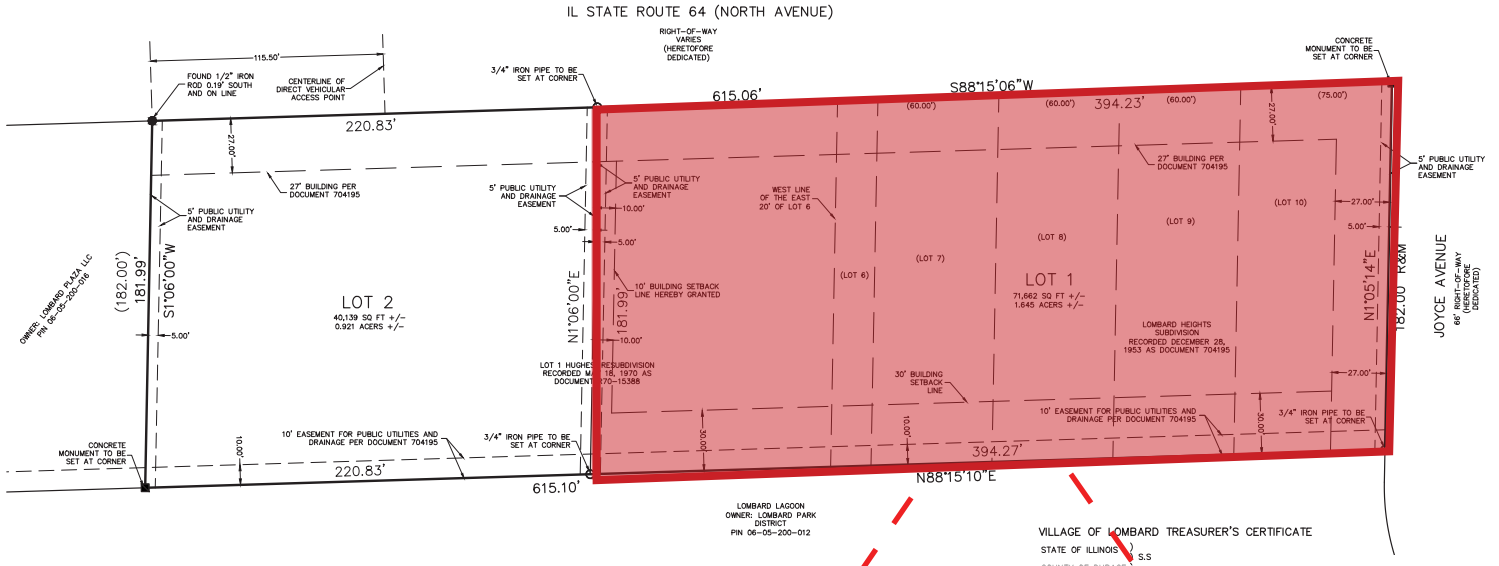 IL STATE ROUTE 64 (NORTH AVENUE)
RIGHT-OF-WAY
VARIES
(HERETOFORE
DEDICATED)
CONCRETE
MONUMENT TO BE
SET AT CORNER
115.50'
FOUND 1/2" IRON
ROD 0.19' SOUTH
AND ON LINE
CENTERLINE OF
DIRECT VEHICULAR
ACCESS POINT
3/4" IRON PIPE TO BE
SET AT CORNER
615.06'
S88°15'06"W
220.83'
(60.00')
(60.00')
394.23'
(60.00')
(75.00')
27.00'
27.00'
27' BUILDING PER
DOCUMENT 704195
5' PUBLIC UTILITY
AND DRAINAGE
EASEMENT
5' PUBLIC UTILITY
AND DRAINAGE
EASEMENT
5' PUBLIC UTILITY
AND DRAINAGE
EASEMENT
WEST LINE
OF THE EAST
20' OF LOT 6
27' BUILDING PER
DOCUMENT 704195
5' PUBLIC UTILITY
AND DRAINAGE
EASEMENT
10.00'
5.00'
5.00'
(LOT 6)
(LOT 7)
(LOT 8)
(LOT 9)
(LOT 10)
27.00'
5.00'
OWNER: LOMBARD PLAZA LLC
PIN 06-05-200-016
(182.00')
181.99'
S1°06'00"W
LOT 2
40,139 SQ FT +/-
0.921 ACERS +/-
5.00'
N1°06'00"E
181.99'
10' BUILDING SETBACK
LINE HEREBY GRANTED
10.00'
LOT 1
71,662 SQ FT +/-
1.645 ACERS +/-
LOMBARD HEIGHTS
SUBDIVISION
RECORDED DECEMBER 28,
1953 AS DOCUMENT 704195
N1°05'14"E
182.00 R&M
JOYCE AVENUE
66' RIGHT-OF-WAY
(HERETOFORE
DEDICATED)
LOT 1 HUGHES RESUBDIVISION
RECORDED 18, 1970 AS
DOCUMENT 70-15388
30' BUILDING
SETBACK
LINE
27.00'
10' EASEMENT FOR PUBLIC UTILITIES AND
DRAINAGE PER DOCUMENT 704195
10' EASEMENT FOR PUBLIC UTILITIES AND
DRAINAGE PER DOCUMENT 704195
3/4" IRON PIPE TO BE
SET AT CORNER
3/4" IRON PIPE TO BE
SET AT CORNER
CONCRETE
MONUMENT TO BE
SET AT CORNER
10.00'
30.00'
10.00'
30.00'
220.83'
394.27'
615.10'
N88°15'10"E
LOMBARD LAGOON
OWNER: LOMBARD PARK
DISTRICT
PIN 06-05-200-012
VILLAGE OF LOMBARD TREASURER'S CERTIFICATE
STATE OF ILLINOIS )
) S.S